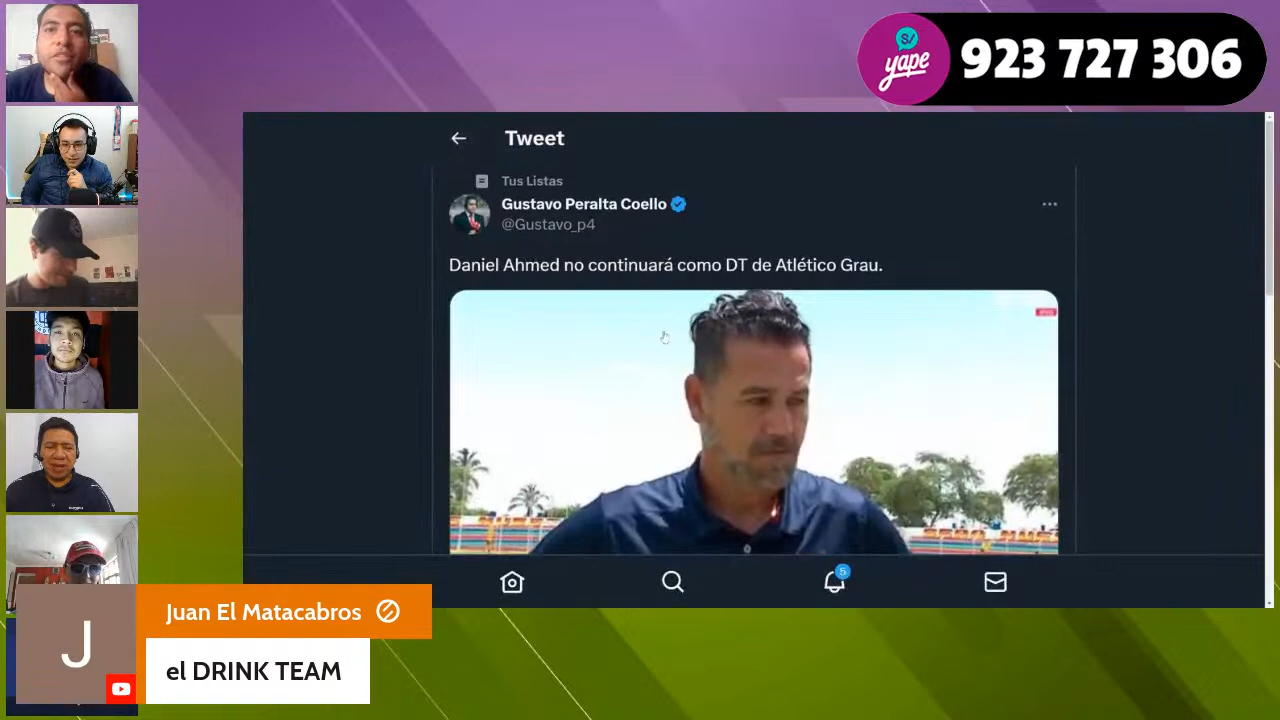 S/
yape
923 727 306
Tweet
Tus Listas
Gustavo Peralta Coello
@Gustavo_p4
Daniel Ahmed no continuará como DT de Atlético Grau.
5
J
Juan El Matacabros
el DRINK TEAM